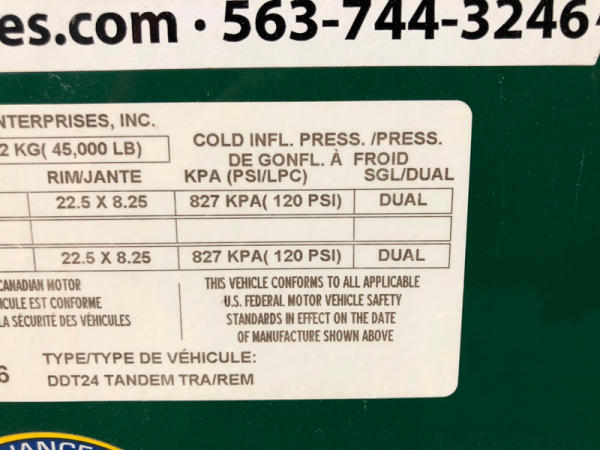 es.com · 563-744-3246
NTERPRISES, INC.
2 KG( 45,000 LB)
COLD INFL. PRESS. /PRESS.
DE GONFL. À FROID
RIM/JANTE KPA (PSI/LPC) SGL/DUAL
22.5 X 8.25 827 KPA( 120 PSI) DUAL
22.5 X 8.25 827 KPA( 120 PSI) DUAL
CANADIAN MOTOR
ICULE EST CONFORME
LA SÉCURITÉ DES VÉHICULES
THIS VEHICLE CONFORMS TO ALL APPLICABLE
U.S. FEDERAL MOTOR VEHICLE SAFETY
STANDARDS IN EFFECT ON THE DATE
OF MANUFACTURE SHOWN ABOVE
6 TYPE/TYPE DE VÉHICULE:
DDT24 TANDEM TRA/REM
IANCE